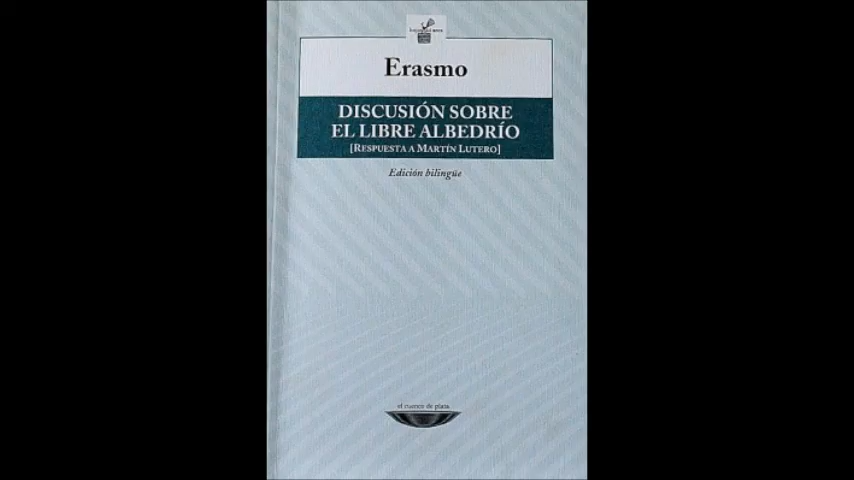 Erasmo
DISCUSIÓN SOBRE
EL LIBRE ALBEDRÍO
[RESPUESTA A MARTÍN LUTERO]
Edición bilingüe
el cuenco de plata